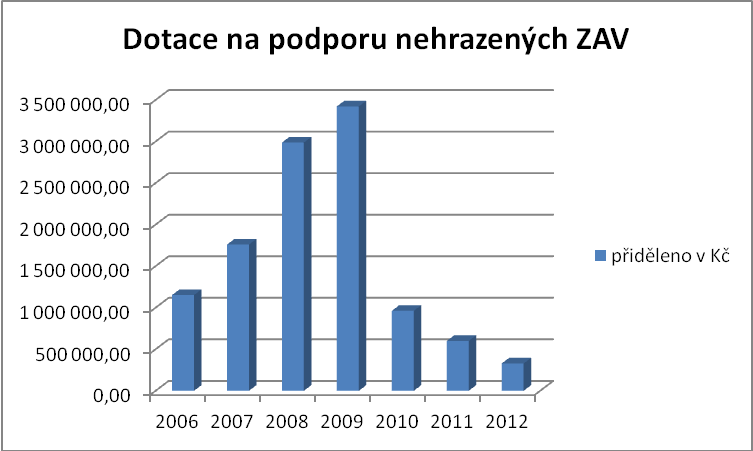 Dotace na podporu nehrazených ZAV
3 500 000,00
3 000 000,00
2 500 000,00
2 000 000,00
1 500 000,00
1 000 000,00
500 000,00
0,00
2006 2007 2008 2009 2010 2011 2012
přiděleno v Kč